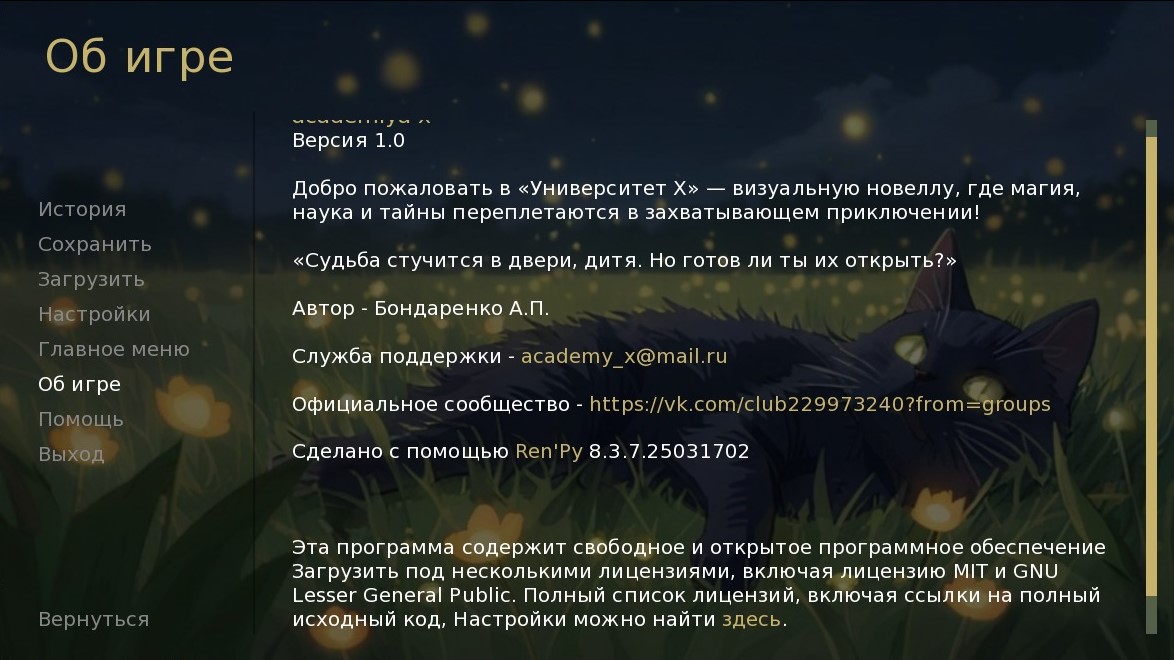 Об игре
История
Сохранить
Загрузить
Настройки
Главное меню
Об игре
Помощь
Выход
Вернуться
academiya-x
Версия 1.0
Добро пожаловать в «Университет X» — визуальную новеллу, где магия,
наука и тайны переплетаются в захватывающем приключении!
«Судьба стучится в двери, дитя. Но готов ли ты их открыть?»
Автор - Бондаренко А.П.
Служба поддержки - academy_x@mail.ru
Официальное сообщество - https://vk.com/club229973240?from=groups
Сделано с помощью Ren'Py 8.3.7.25031702
Эта программа содержит свободное и открытое программное обеспечение
Загрузить под несколькими лицензиями, включая лицензию MIT и GNU
Lesser General Public. Полный список лицензий, включая ссылки на полный
исходный код, Настройки можно найти здесь.